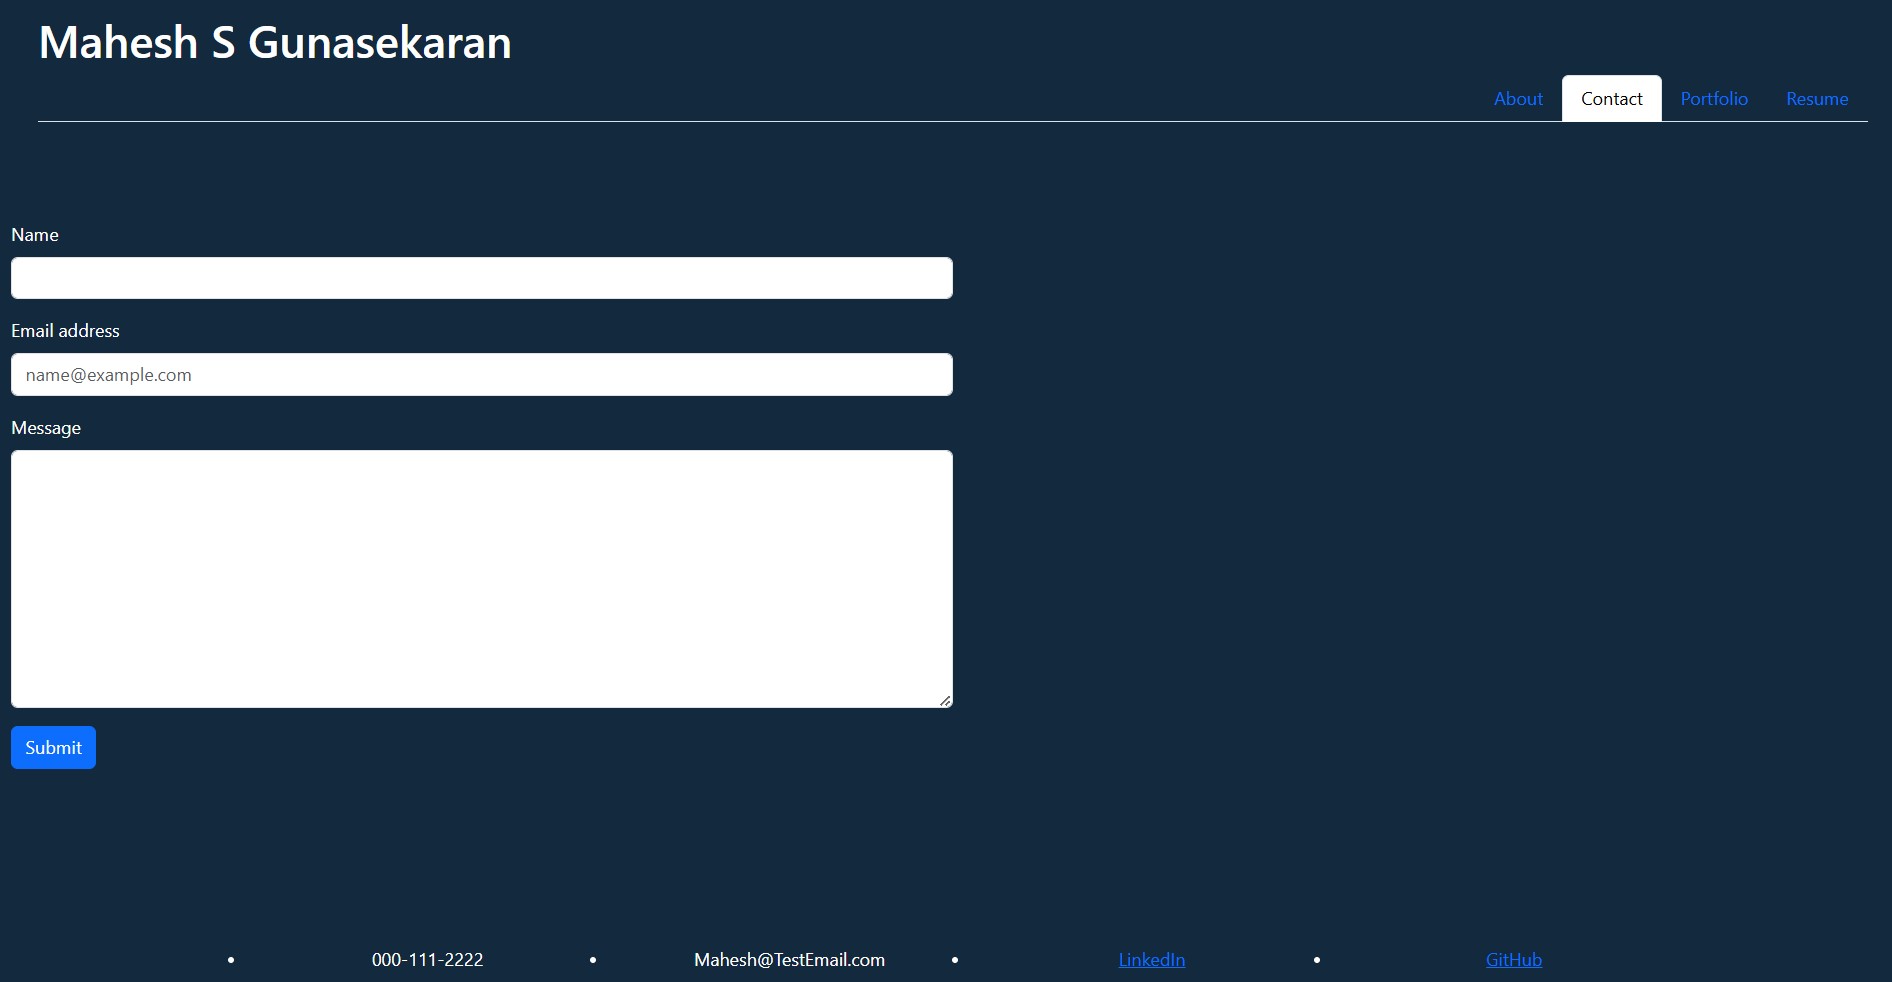 Mahesh S Gunasekaran
About Contact Portfolio Resume
Name
Email address
name@example.com
Message
Submit
• 000-111-2222 • Mahesh@TestEmail.com • LinkedIn • GitHub